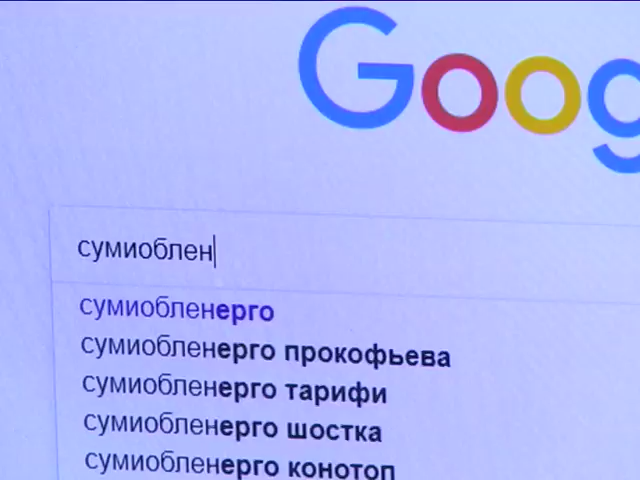 Goog
сумиоблен
сумиобленерго
сумиобленерго прокофьева
сумиобленерго тарифи
сумиобленерго шостка
сумиобленерго конотоп